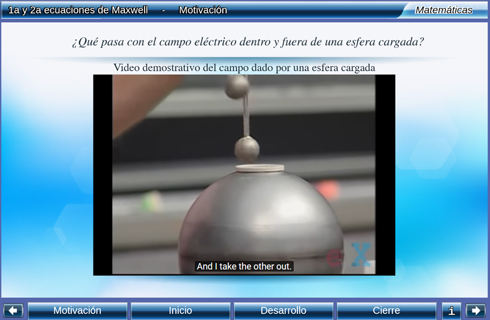 1a y 2a ecuaciones de Maxwell - Motivación
Matemáticas
¿Qué pasa con el campo eléctrico dentro y fuera de una esfera cargada?
Video demostrativo del campo dado por una esfera cargada
And I take the other out.
X
Motivación
Inicio
Desarrollo
Cierre
i